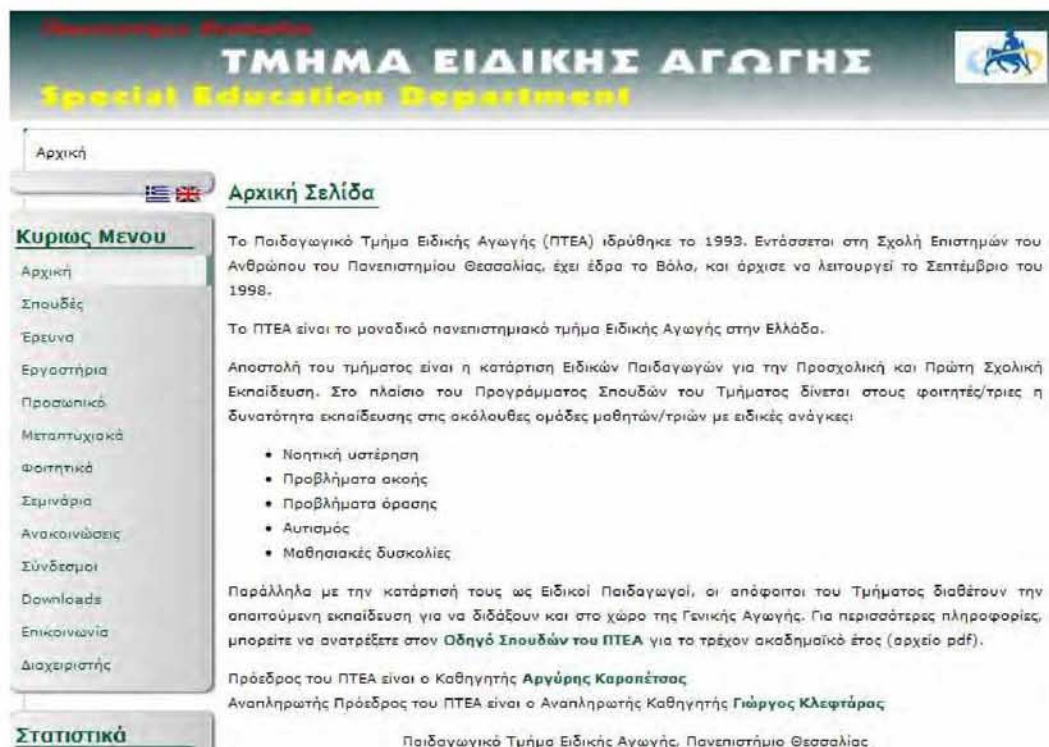 Πανεπιστήμιο Θεσσαλίας
ΤΜΗΜΑ ΕΙΔΙΚΗΣ ΑΓΩΓΗΣ
Special Education Department
Αρχική
Κυριως Μενου
Αρχική
Σπουδές
Έρευνα
Εργαστήρια
Προσωπικό
Μεταπτυχιακά
Φοιτητικά
Σεμινάρια
Ανακοινώσεις
Σύνδεσμοι
Downloads
Επικοινωνία
Διαχειριστής
Στατιστικά
Αρχική Σελίδα
Το Παιδαγωγικό Τμήμα Ειδικής Αγωγής (ΠΤΕΑ) ιδρύθηκε το 1993. Εντάσσεται στη Σχολή Επιστημών του
Ανθρώπου του Πανεπιστημίου Θεσσαλίας, έχει έδρα το Βόλο, και άρχισε να λειτουργεί το Σεπτέμβριο του
1998.
Το ΠΤΕΑ είναι το μοναδικό πανεπιστημιακό τμήμα Ειδικής Αγωγής στην Ελλάδα.
Αποστολή του τμήματος είναι η κατάρτιση Ειδικών Παιδαγωγών για την Προσχολική και Πρώτη Σχολική
Εκπαίδευση. Στο πλαίσιο του Προγράμματος Σπουδών του Τμήματος δίνεται στους φοιτητές/τριες η
δυνατότητα εκπαίδευσης στις ακόλουθες ομάδες μαθητών/τριών με ειδικές ανάγκες:
• Νοητική υστέρηση
• Προβλήματα ακοής
• Προβλήματα όρασης
• Αυτισμός
• Μαθησιακές δυσκολίες
Παράλληλα με την κατάρτισή τους ως Ειδικοί Παιδαγωγοί, οι απόφοιτοι του Τμήματος διαθέτουν την
απαιτούμενη εκπαίδευση για να διδάξουν και στο χώρο της Γενικής Αγωγής. Για περισσότερες πληροφορίες,
μπορείτε να ανατρέξετε στον Οδηγό Σπουδών του ΠΤΕΑ για το τρέχον ακαδημαϊκό έτος (αρχείο pdf).
Πρόεδρος του ΠΤΕΑ είναι ο Καθηγητής Αργύρης Καραπέτσας
Αναπληρωτής Πρόεδρος του ΠΤΕΑ είναι ο Αναπληρωτής Καθηγητής Γιώργος Κλεφτάρας
Παιδαγωγικό Τμήμα Ειδικής Αγωγής, Πανεπιστήμιο Θεσσαλίας